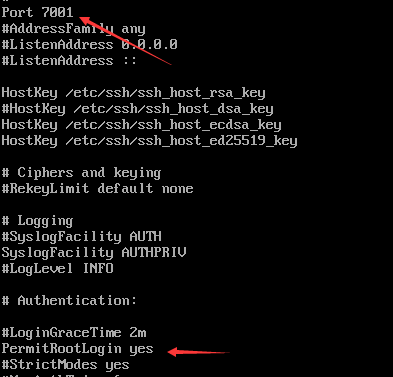 #
Port 7001
#AddressFamily any
#ListenAddress 0.0.0.0
#ListenAddress ::
HostKey /etc/ssh/ssh_host_rsa_key
#HostKey /etc/ssh/ssh_host_dsa_key
HostKey /etc/ssh/ssh_host_ecdsa_key
HostKey /etc/ssh/ssh_host_ed25519_key
# Ciphers and keying
#RekeyLimit default none
# Logging
#SyslogFacility AUTH
SyslogFacility AUTHPRIV
#LogLevel INFO
# Authentication:
#LoginGraceTime 2m
PermitRootLogin yes
#StrictModes yes